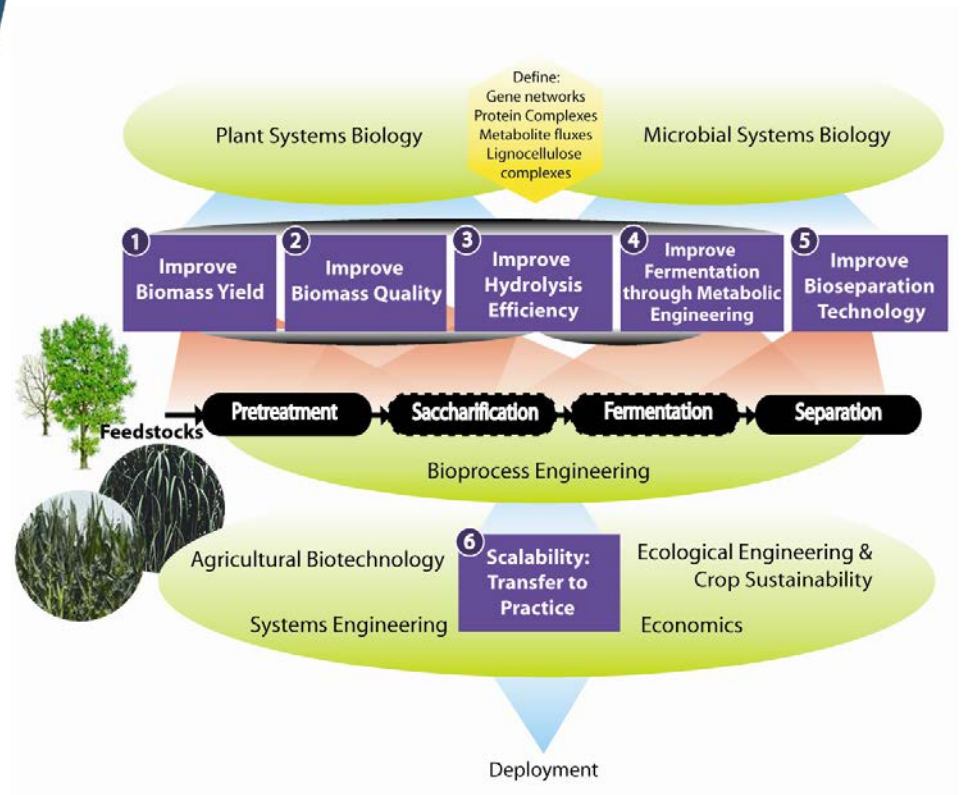 Define:
Gene networks
Protein Complexes
Metabolite fluxes
Lignocellulose
complexes
Plant Systems Biology
Microbial Systems Biology
1
Improve
Biomass Yield
2
Improve
Biomass Quality
3
Improve
Hydrolysis
Efficiency
4
Improve
Fermentation
through Metabolic
Engineering
5
Improve
Bioseparation
Technology
Feedstocks
Pretreatment
Saccharification
Fermentation
Separation
Bioprocess Engineering
Agricultural Biotechnology
6
Scalability:
Transfer to
Practice
Ecological Engineering &
Crop Sustainability
Systems Engineering
Economics
Deployment